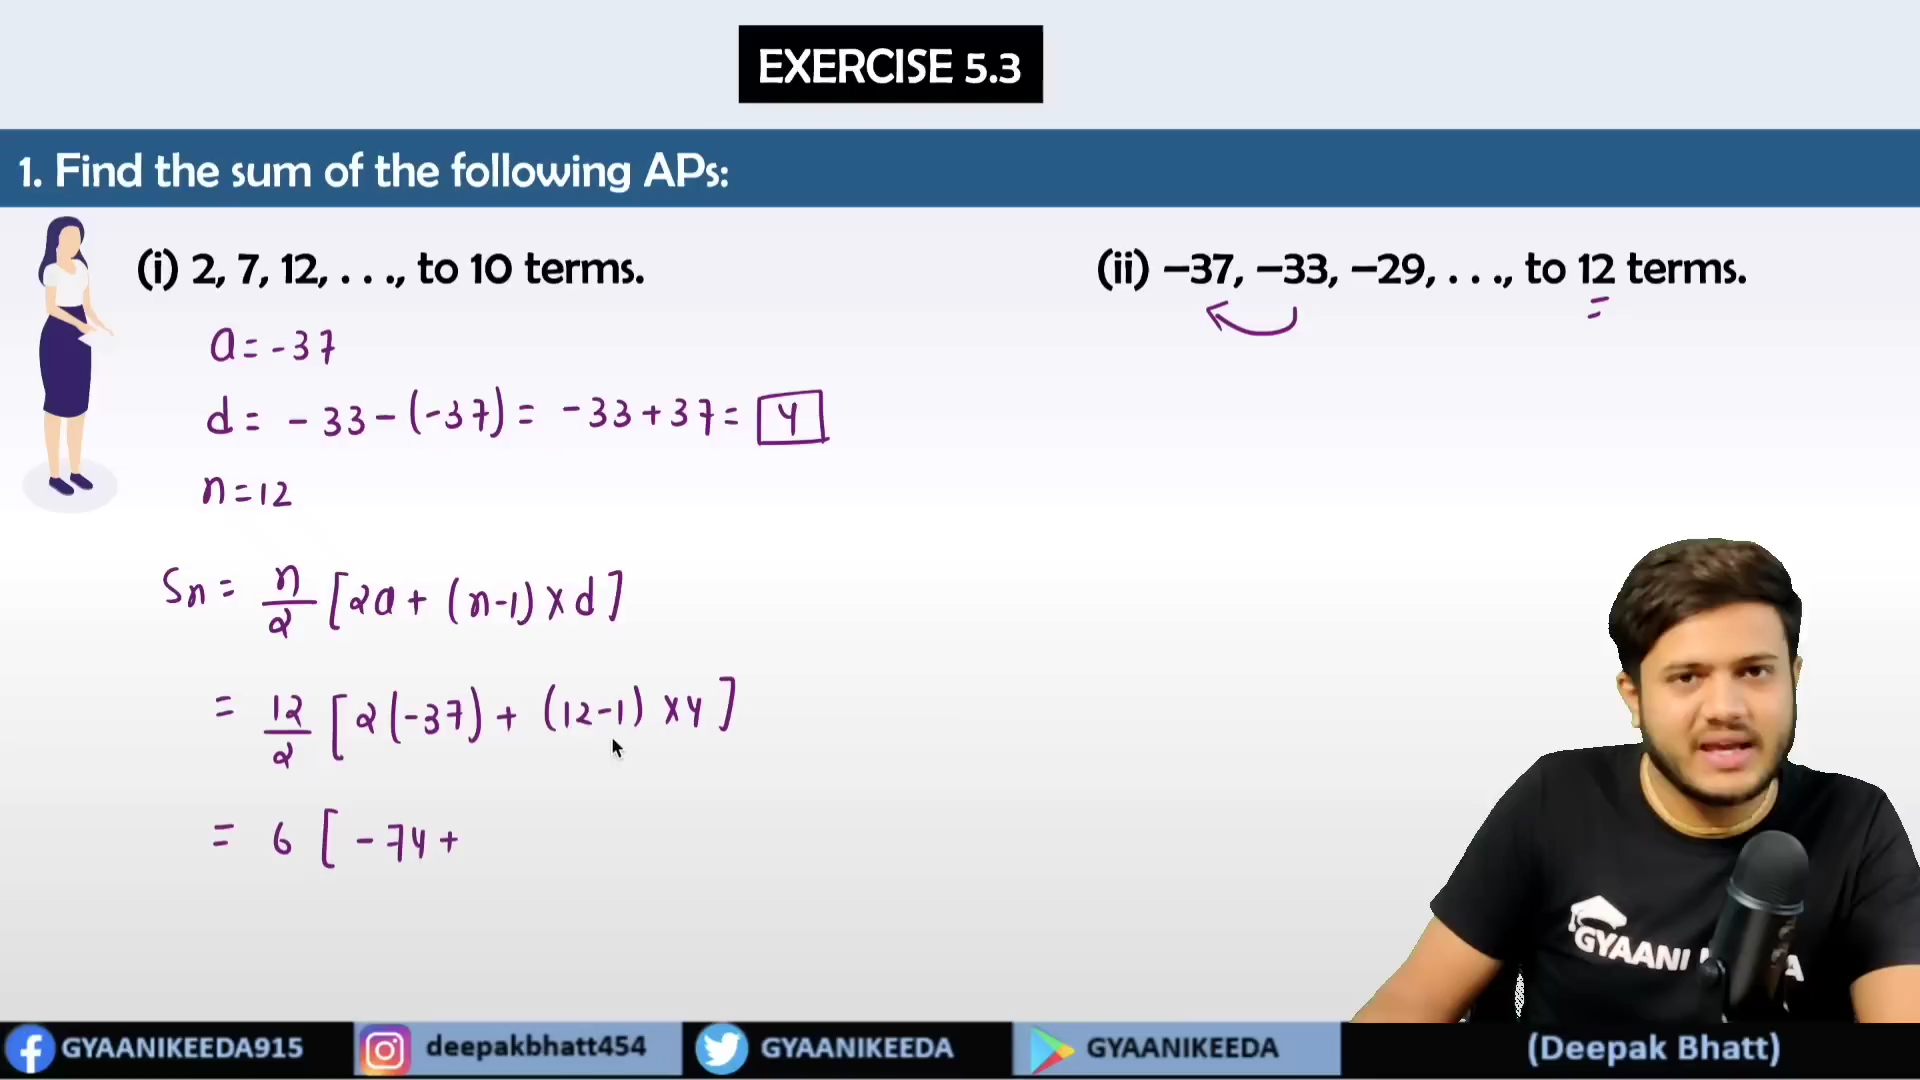 EXERCISE 5.3
1. Find the sum of the following APs:
(i) 2, 7, 12, . . ., to 10 terms.
(ii) –37, –33, –29, . . ., to 12 terms.
a = -37
d = - 33 - (-37) = -33 + 37 = 4
n = 12
Sn = n/2 [2a + (n-1) x d]
= 12/2 [2(-37) + (12-1) x 4]
= 6 [ - 74 +
GYAANI
A
GYAANIKEEDA915
deepakbhatt454
GYAANIKEEDA
GYAANIKEEDA
(Deepak Bhatt)